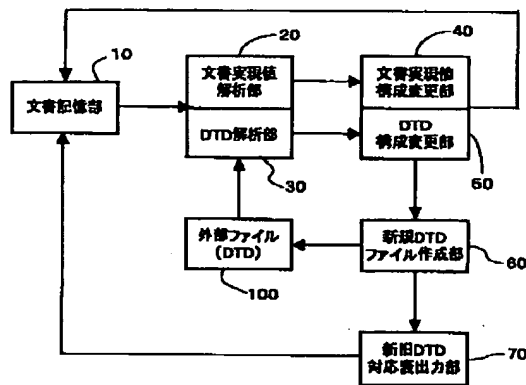 20
40
10
文書実現値
解析部
文書実現値
構成変更部
文書記憶部
DTD解析部
DTD
構成変更部
50
30
外部ファイル
(DTD)
新規DTD
ファイル作成部
100
60
新旧DTD
対応表出力部
70